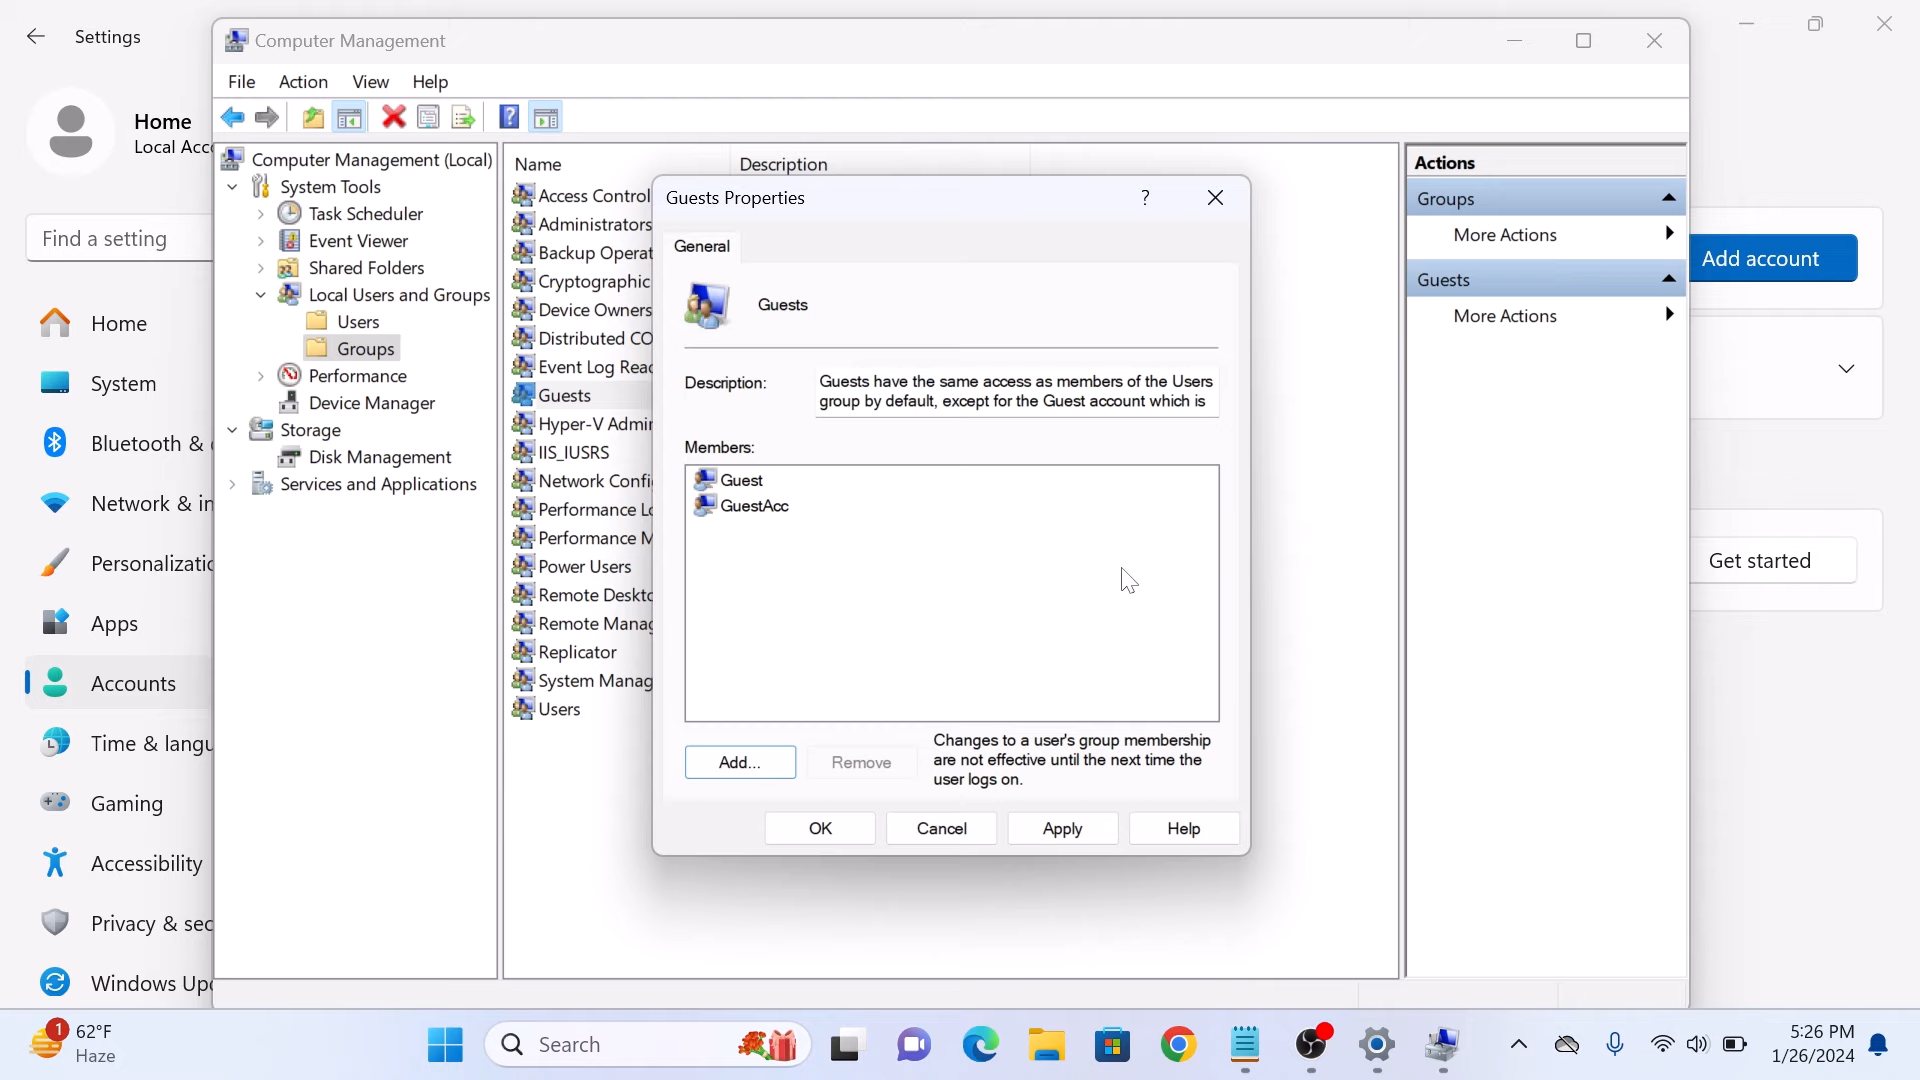 Settings
Home
Local Acc
Find a setting
Home
System
Bluetooth &
Network & in
Personalizatio
Apps
Accounts
Time & langu
Gaming
Accessibility
Privacy & sec
Windows Up
Computer Management
File Action View Help
Computer Management (Local)
System Tools
Task Scheduler
Event Viewer
Shared Folders
Local Users and Groups
Users
Groups
Performance
Device Manager
Storage
Disk Management
Services and Applications
Name Description
Access Control
Administrators
Backup Operat
Cryptographic
Device Owners
Distributed CO
Event Log Read
Guests
Hyper-V Admin
IIS_IUSRS
Network Config
Performance Lo
Performance M
Power Users
Remote Deskto
Remote Manag
Replicator
System Manag
Users
Guests Properties ?
General
Guests
Description:
Guests have the same access as members of the Users
group by default, except for the Guest account which is
Members:
Guest
GuestAcc
Add...
Remove
Changes to a user's group membership
are not effective until the next time the
user logs on.
OK
Cancel
Apply
Help
Actions
Groups
More Actions
Guests
More Actions
Add account
Get started
1
62°F
Haze
Search
5:26 PM
1/26/2024